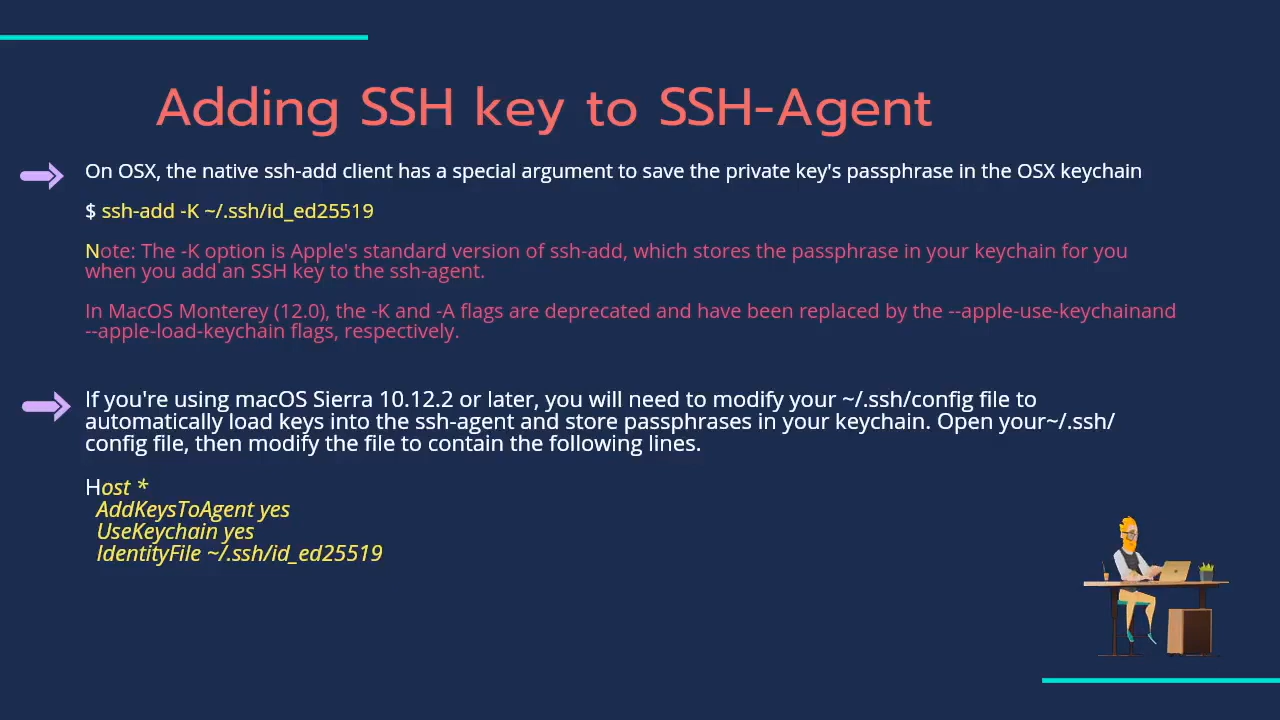 Adding SSH key to SSH-Agent
On OSX, the native ssh-add client has a special argument to save the private key's passphrase in the OSX keychain
$ ssh-add -K ~/.ssh/id_ed25519
Note: The -K option is Apple's standard version of ssh-add, which stores the passphrase in your keychain for you
when you add an SSH key to the ssh-agent.
In MacOS Monterey (12.0), the -K and -A flags are deprecated and have been replaced by the --apple-use-keychainand
--apple-load-keychain flags, respectively.
If you're using macOS Sierra 10.12.2 or later, you will need to modify your ~/.ssh/config file to
automatically load keys into the ssh-agent and store passphrases in your keychain. Open your~/.ssh/
config file, then modify the file to contain the following lines.
Host *
AddKeysToAgent yes
UseKeychain yes
IdentityFile ~/.ssh/id_ed25519